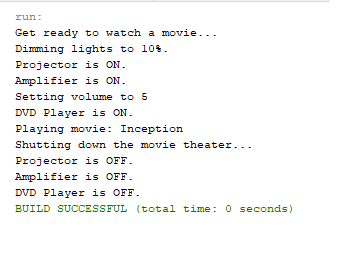 run:
Get ready to watch a movie...
Dimming lights to 10%.
Projector is ON.
Amplifier is ON.
Setting volume to 5
DVD Player is ON.
Playing movie: Inception
Shutting down the movie theater...
Projector is OFF.
Amplifier is OFF.
DVD Player is OFF.
BUILD SUCCESSFUL (total time: 0 seconds)